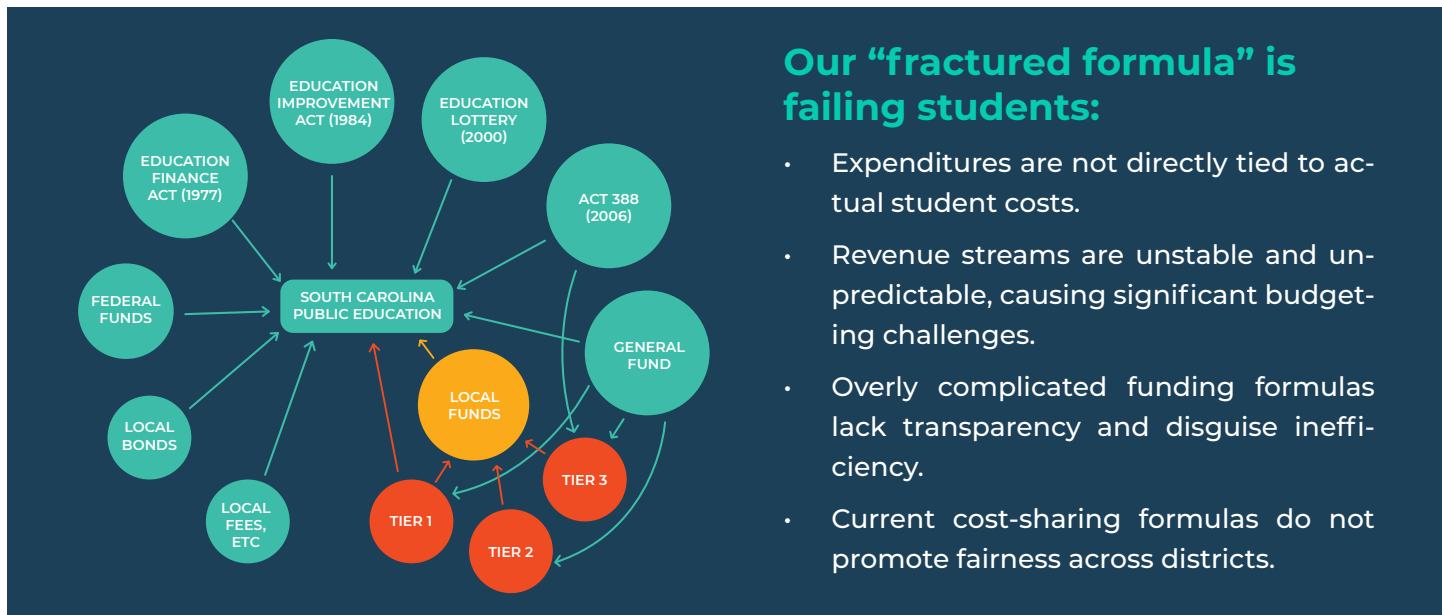 EDUCATION
IMPROVEMENT
ACT (1984)
EDUCATION
LOTTERY
(2000)
EDUCATION
FINANCE
ACT (1977)
ACT 388
(2006)
FEDERAL
FUNDS
SOUTH CAROLINA
PUBLIC EDUCATION
GENERAL
FUND
LOCAL
FUNDS
LOCAL
BONDS
LOCAL
FEES,
ETC
TIER 1
TIER 2
TIER 3
Our “fractured formula” is
failing students:
• Expenditures are not directly tied to ac-
tual student costs.
• Revenue streams are unstable and un-
predictable, causing significant budget-
ing challenges.
• Overly complicated funding formulas
lack transparency and disguise ineffi-
ciency.
• Current cost-sharing formulas do not
promote fairness across districts.